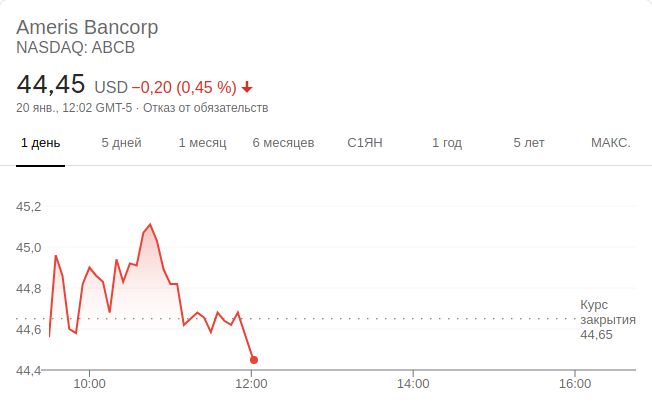 Ameris Bancorp
NASDAQ: ABCB
44,45 USD −0,20 (0,45 %)
20 янв., 12:02 GMT-5 · Отказ от обязательств
1 день 5 дней 1 месяц 6 месяцев С1ЯН 1 год 5 лет МАКС.
45,2
45,0
44,8
44,6
44,4
Курс
закрытия
44,65
10:00 12:00 14:00 16:00